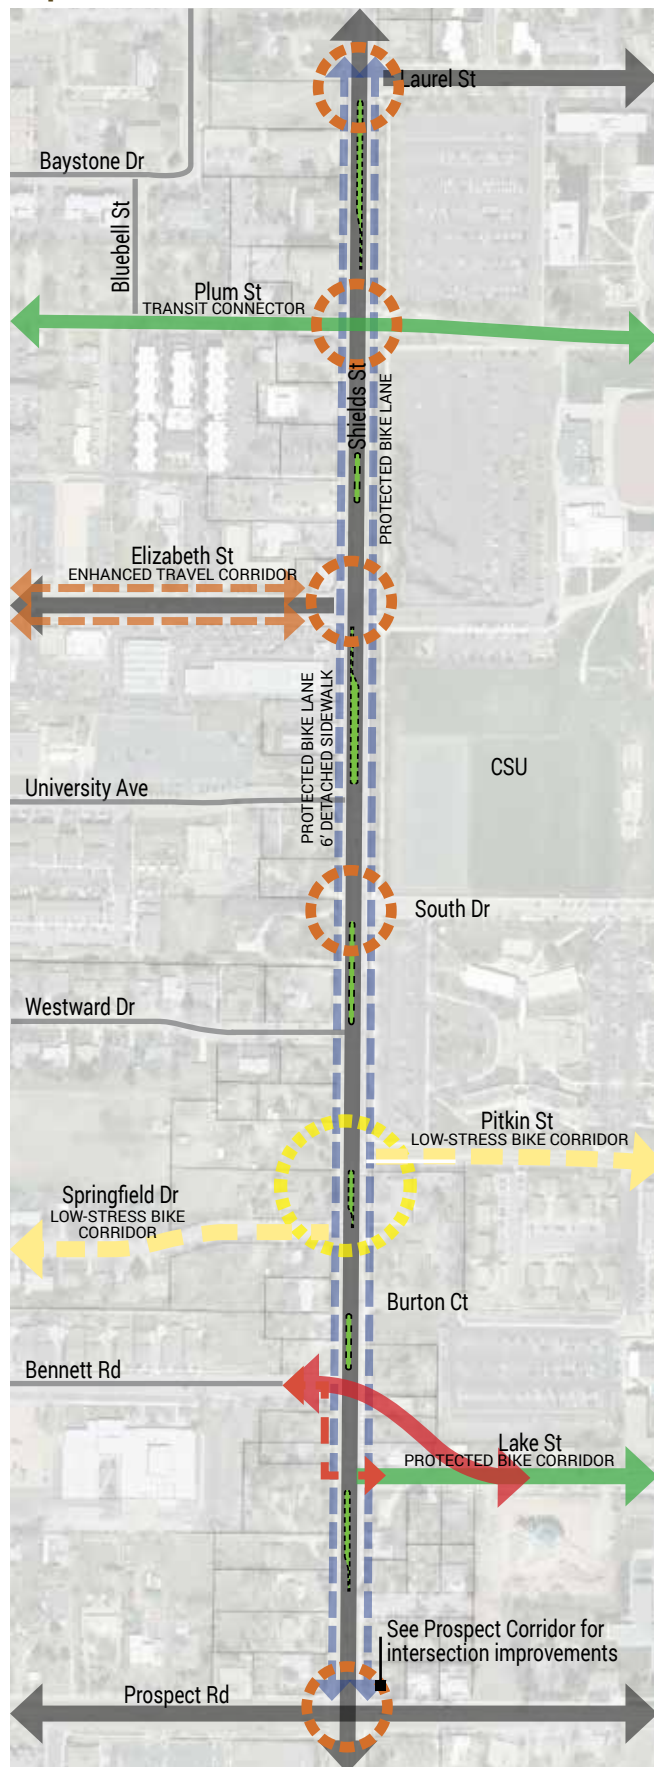 Laurel St
Baystone Dr
Bluebell St
Plum St
TRANSIT CONNECTOR
Shields St
PROTECTED BIKE LANE
Elizabeth St
ENHANCED TRAVEL CORRIDOR
PROTECTED BIKE LANE
6' DETACHED SIDEWALK
CSU
University Ave
South Dr
Westward Dr
Pitkin St
LOW-STRESS BIKE CORRIDOR
Springfield Dr
LOW-STRESS BIKE
CORRIDOR
Burton Ct
Bennett Rd
Lake St
PROTECTED BIKE CORRIDOR
See Prospect Corridor for
intersection improvements
Prospect Rd